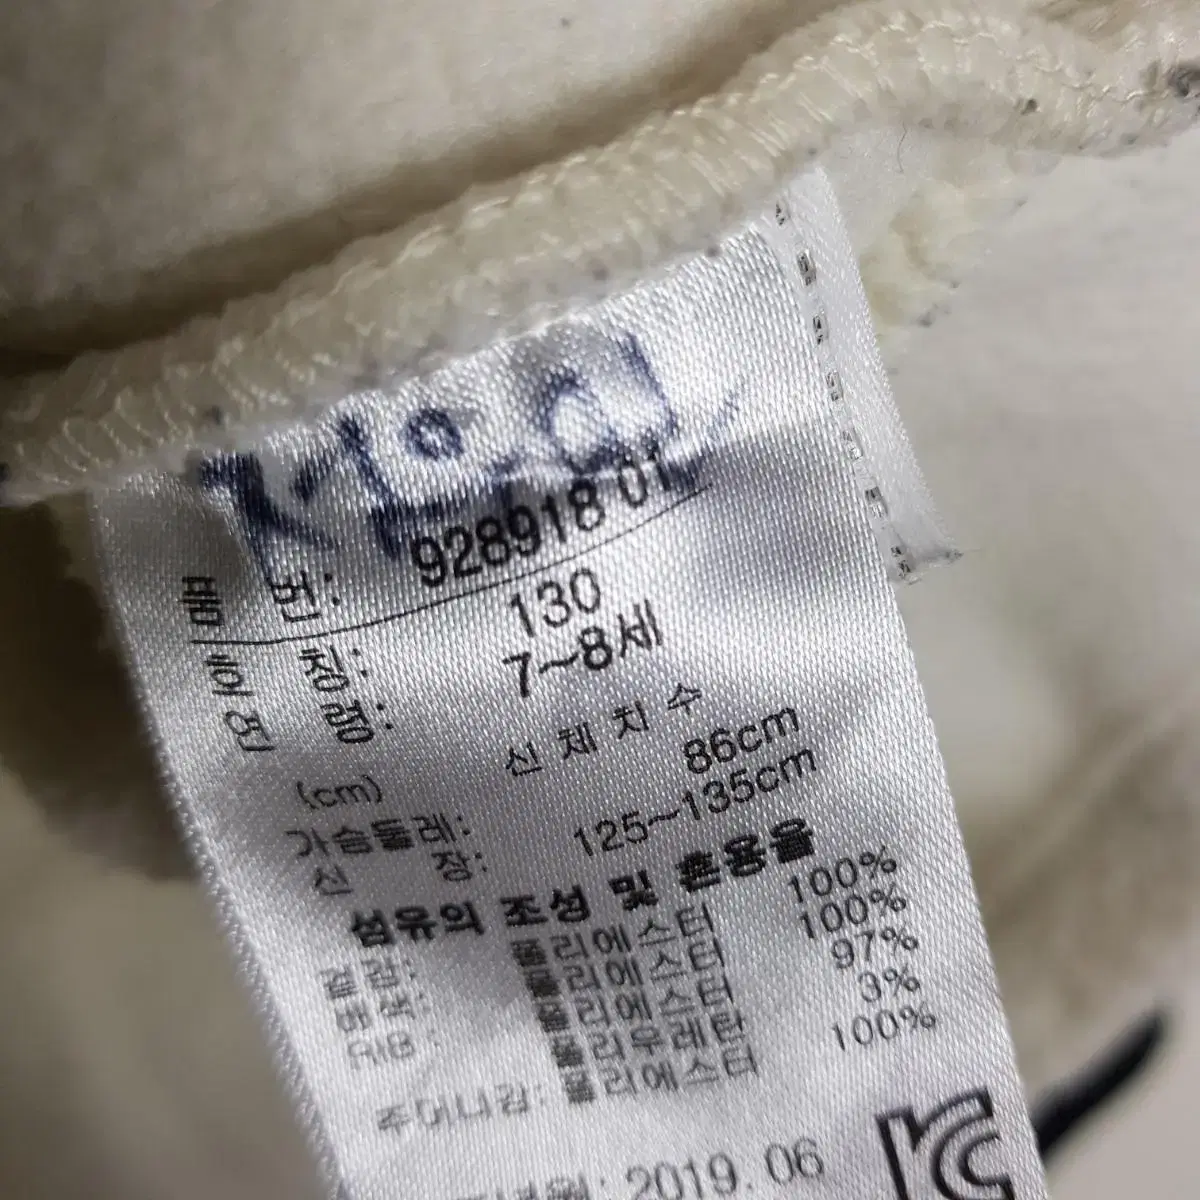 품 번: 928918 01
호 칭: 130
연 령: 7~8세
신 체 치 수
(cm)
가슴둘레: 86cm
신 장: 125~135cm
섬유의 조성 및 혼용율
겉감: 폴리에스터 100%
배색: 폴리에스터 100%
RIB : 폴리에스터 97%
폴리우레탄 3%
주머니감: 폴리에스터 100%
2019. 06